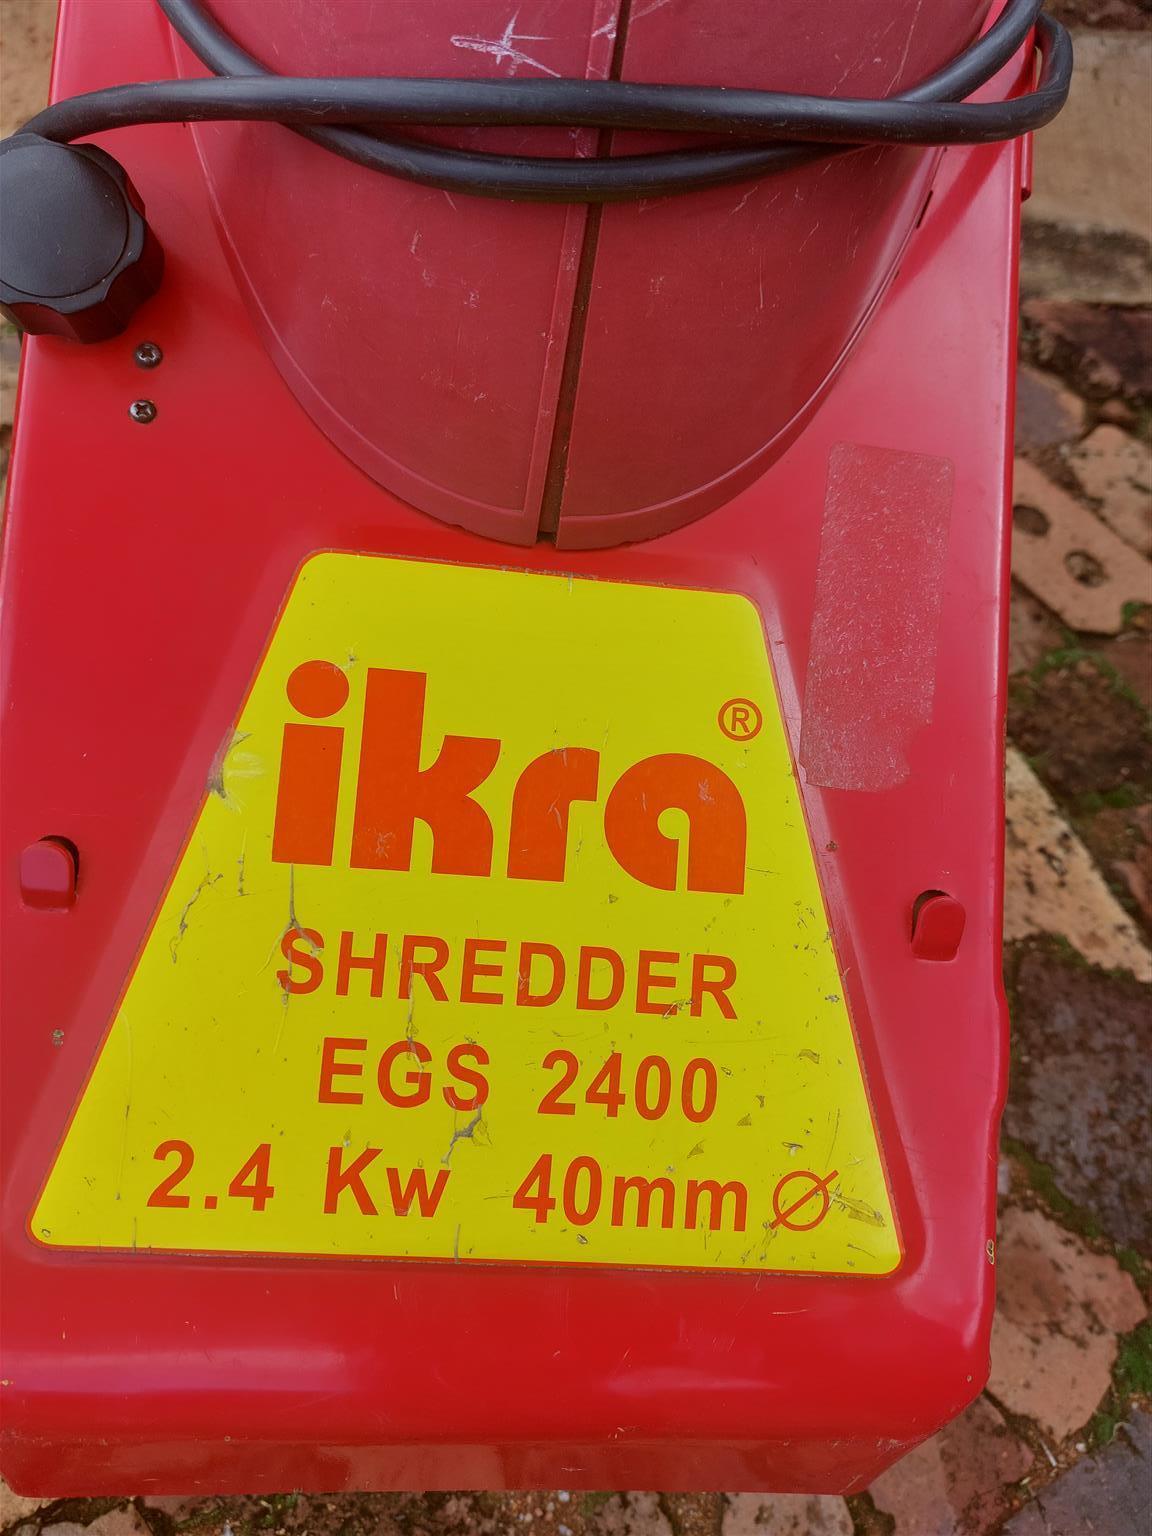 ikra®
SHREDDER
EGS 2400
2.4 Kw 40mm Ø